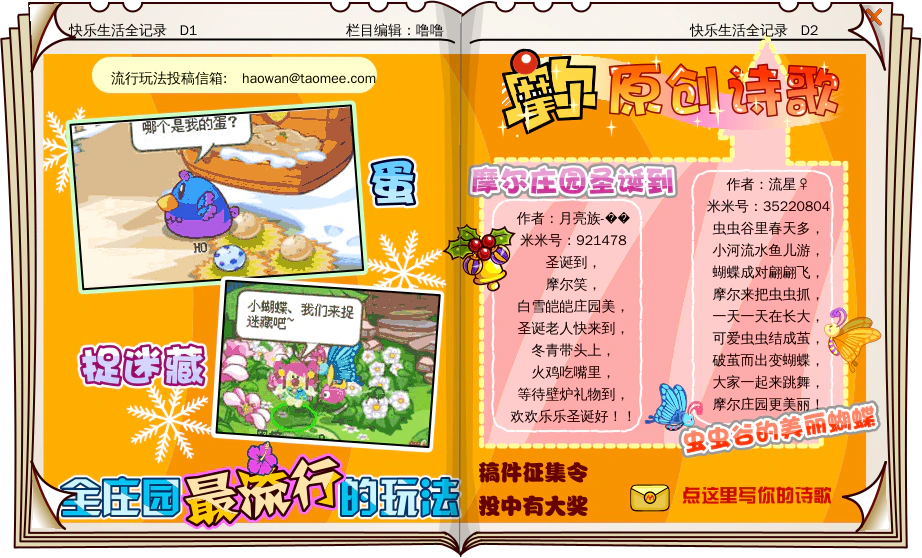 快乐生活全记录 D1
栏目编辑：噜噜
流行玩法投稿信箱: haowan@taomee.com
哪个是我的蛋？
蛋
HO
小蝴蝶、我们来捉
迷藏吧~
捉迷藏
全庄园最流行的玩法
快乐生活全记录 D2
摩尔原创诗歌
摩尔庄园圣诞到
作者：月亮族-��
米米号：921478
圣诞到，
摩尔笑，
白雪皑皑庄园美，
圣诞老人快来到，
冬青带头上，
火鸡吃嘴里，
等待壁炉礼物到，
欢欢乐乐圣诞好！！
作者：流星♀
米米号：35220804
虫虫谷里春天多，
小河流水鱼儿游，
蝴蝶成对翩翩飞，
摩尔来把虫虫抓，
一天一天在长大，
可爱虫虫结成茧，
破茧而出变蝴蝶，
大家一起来跳舞，
摩尔庄园更美丽！
虫虫谷的美丽蝴蝶
稿件征集令
投中有大奖
点这里写你的诗歌